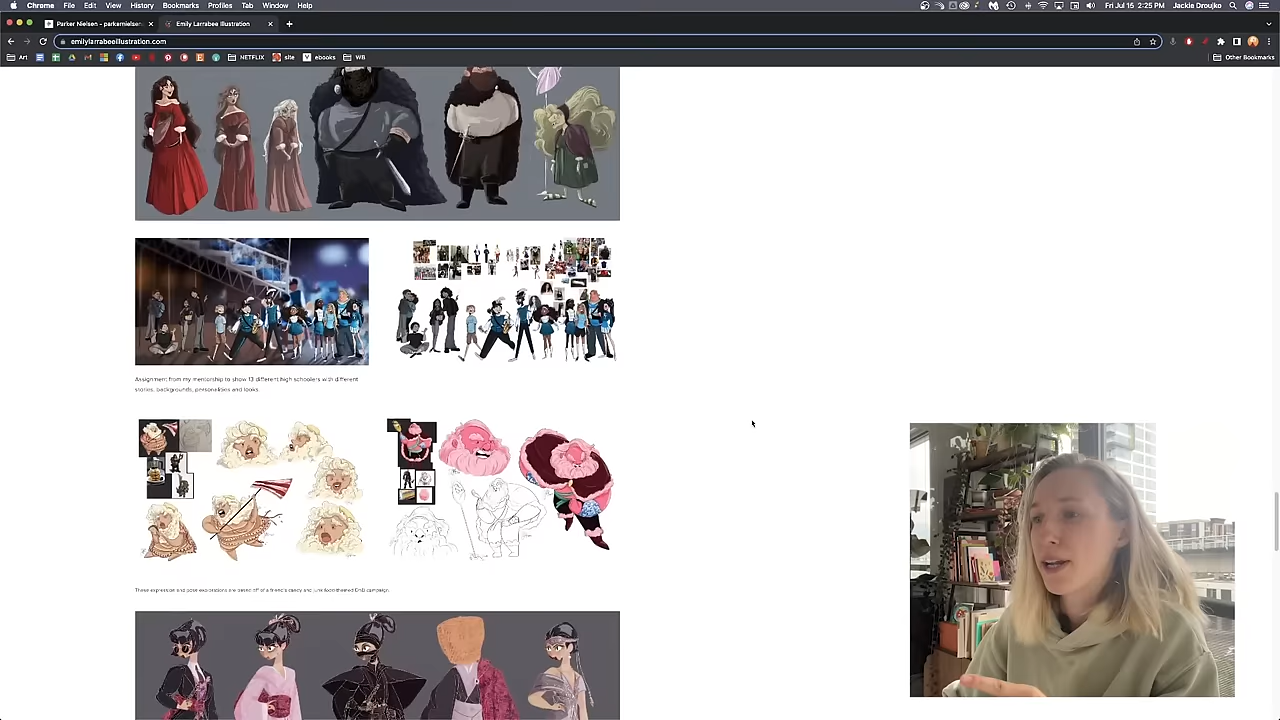 Chrome File Edit View History Bookmarks Profiles Tab Window Help Fri Jul 15 2:25 PM Jackie Droujko
Parker Nielsen - parkernielsen
Emily Larrabee Illustration
emilylarrabeeillustration.com
Art NETFLIX site ebooks WB Other Bookmarks
Assignment from my mentorship to show 13 different high schoolers with different
stories, backgrounds, personalities and looks.
These expression and pose explorations are based off of a friend's candy and junk food-themed DnD campaign